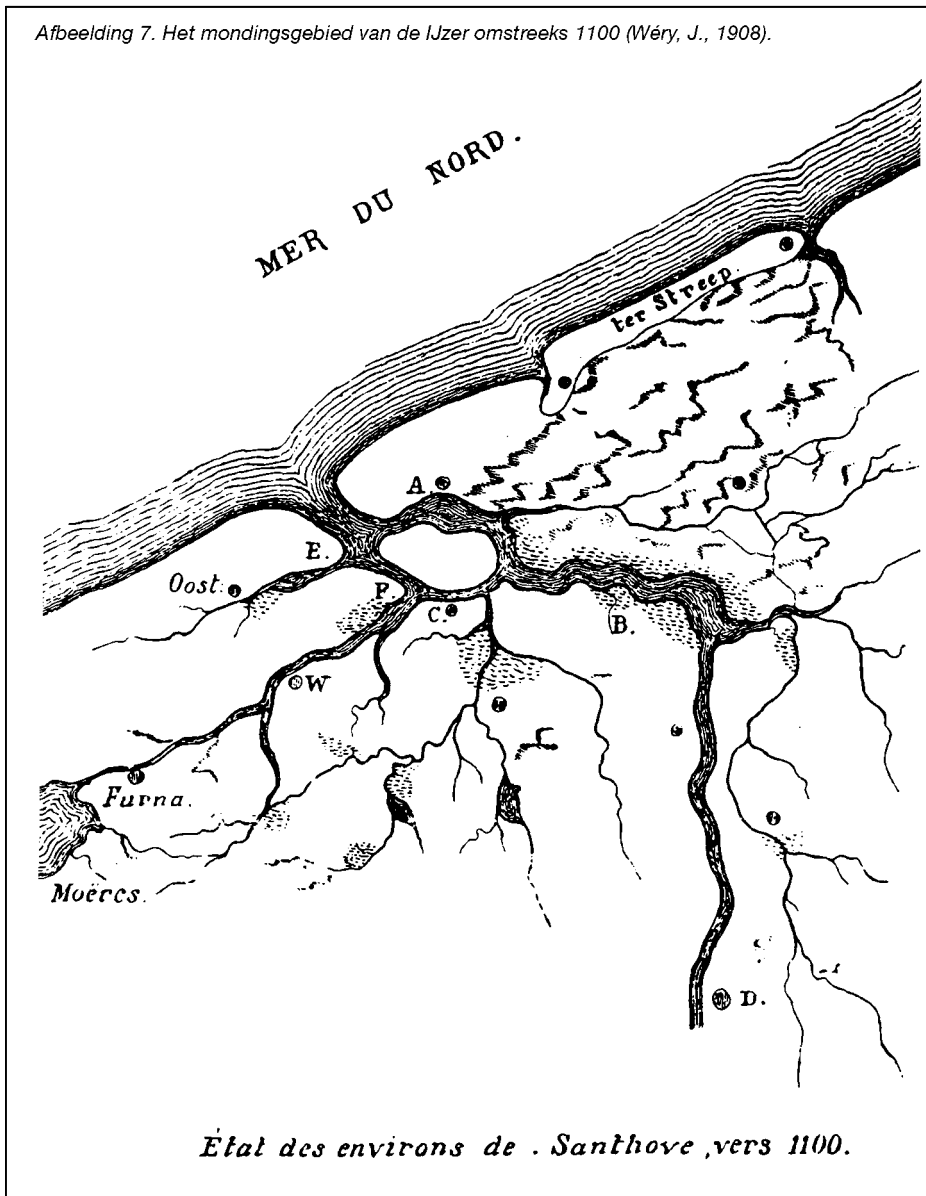 Afbeelding 7. Het mondingsgebied van de IJzer omstreeks 1100 (Wéry, J., 1908).
MER DU NORD.
ter Streep.
A
E.
Oost.
F.
C.
B.
W
Furna.
Moëres.
D.
État des environs de . Santhove , vers 1100.